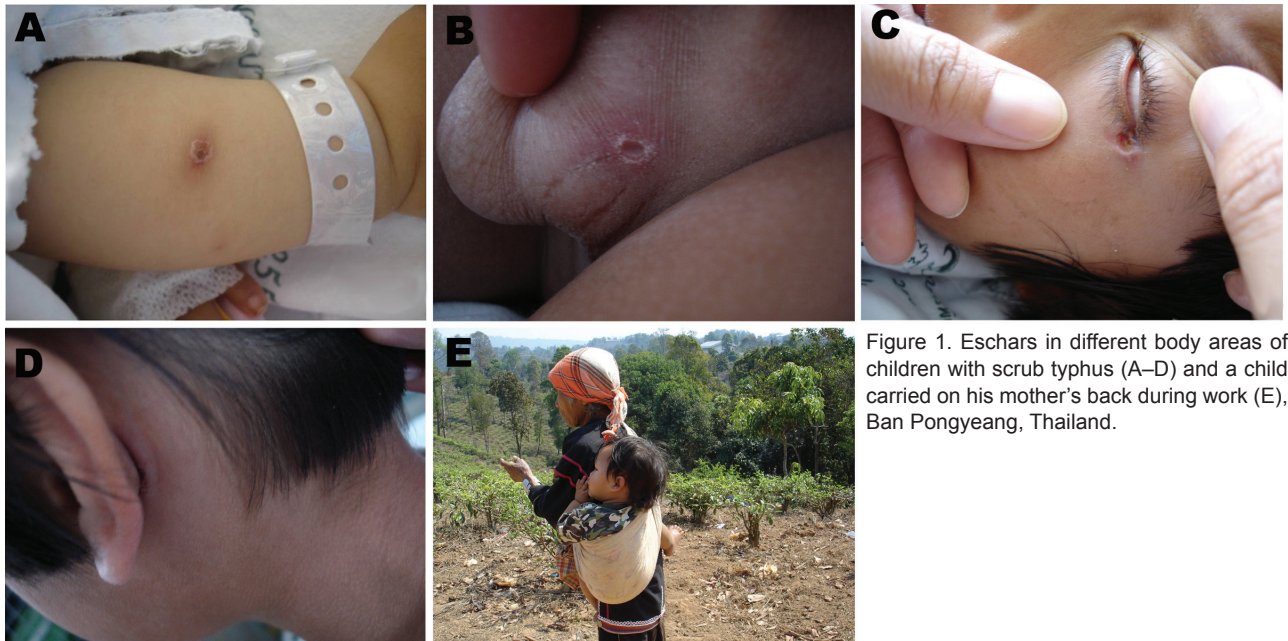 A
B
C
D
E
Figure 1. Eschars in different body areas of
children with scrub typhus (A–D) and a child
carried on his mother’s back during work (E),
Ban Pongyeang, Thailand.